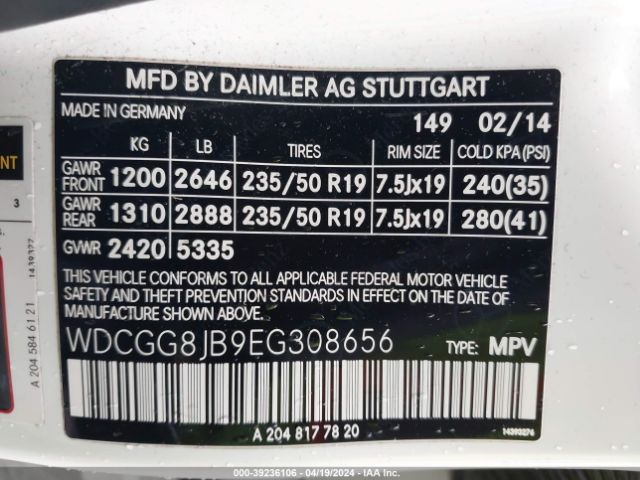 MFD BY DAIMLER AG STUTTGART
MADE IN GERMANY 149 02/14
KG LB TIRES RIM SIZE COLD KPA(PSI)
GAWR FRONT 1200 2646 235/50 R19 7.5Jx19 240(35)
GAWR REAR 1310 2888 235/50 R19 7.5Jx19 280(41)
GVWR 2420 5335
THIS VEHICLE CONFORMS TO ALL APPLICABLE FEDERAL MOTOR VEHICLE
SAFETY AND THEFT PREVENTION STANDARDS IN EFFECT ON THE DATE OF
MANUFACTURE SHOWN ABOVE.
WDCGG8JB9EG308656 TYPE: MPV
A 204 817 78 20
14393276
3
1439327
A 204 584 61 21
000-39236106 - 04/19/2024 - IAA Inc.